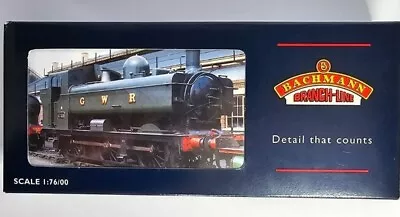 G W R
BACHMANN
BRANCH-LINE
Detail that counts
SCALE 1:76/00